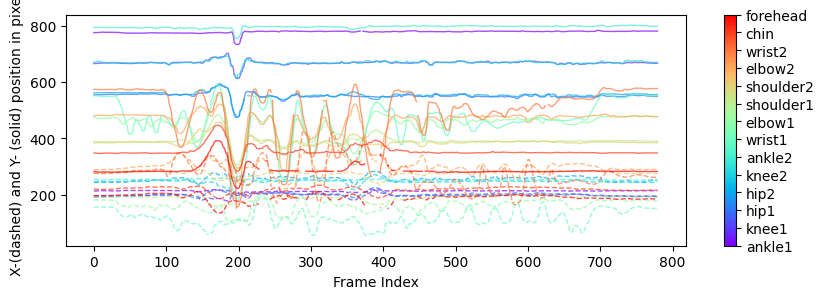 X-(dashed) and Y- (solid) position in pixe
800
600
400
200
0
100
200
300
400
500
600
700
800
Frame Index
forehead
chin
wrist2
elbow2
shoulder2
shoulder1
elbow1
wrist1
ankle2
knee2
hip2
hip1
knee1
ankle1